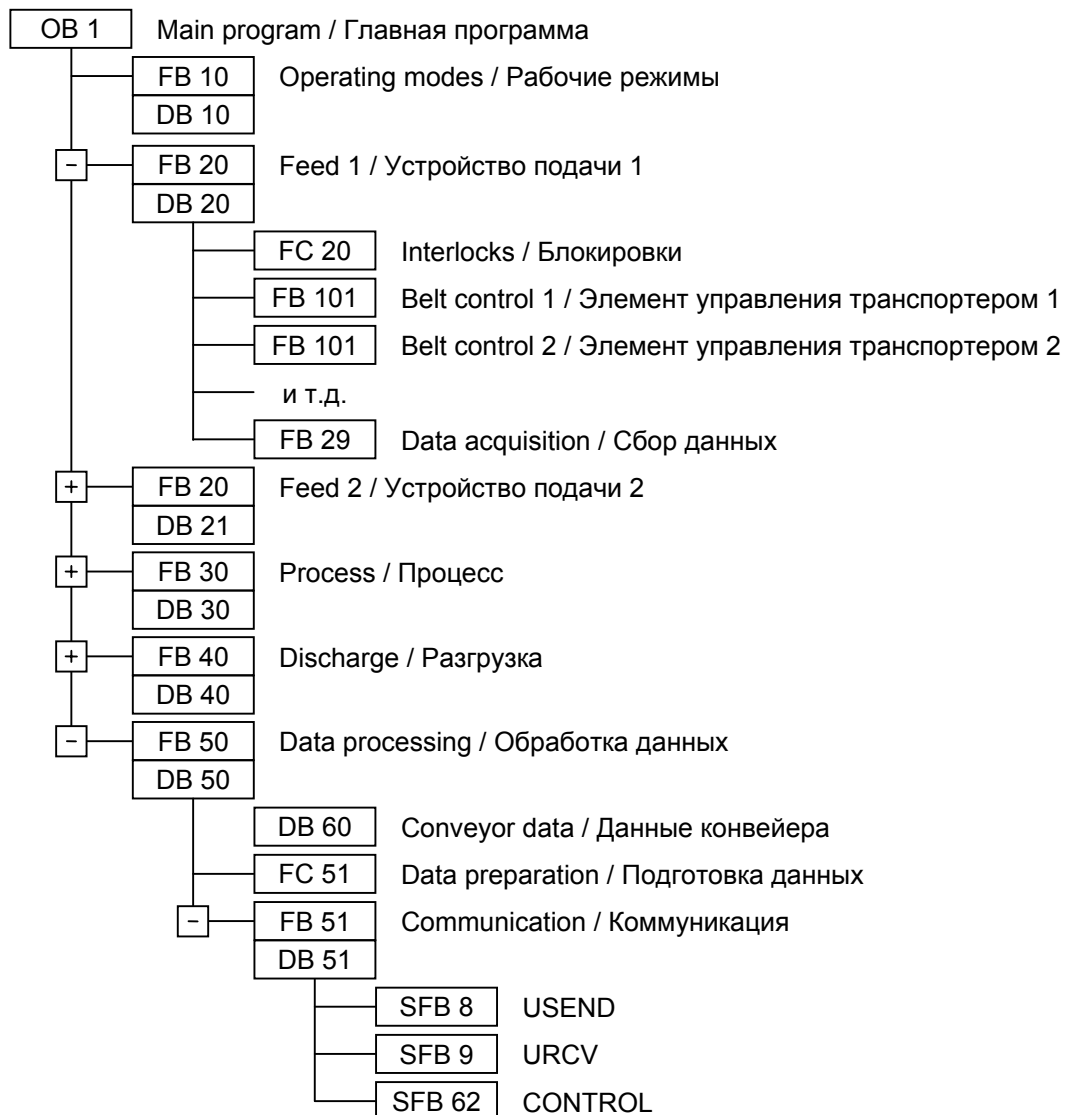 OB 1 Main program / Главная программа
FB 10 Operating modes / Рабочие режимы
DB 10
- FB 20 Feed 1 / Устройство подачи 1
DB 20
FC 20 Interlocks / Блокировки
FB 101 Belt control 1 / Элемент управления транспортером 1
FB 101 Belt control 2 / Элемент управления транспортером 2
и т.д.
FB 29 Data acquisition / Сбор данных
+ FB 20 Feed 2 / Устройство подачи 2
DB 21
+ FB 30 Process / Процесс
DB 30
+ FB 40 Discharge / Разгрузка
DB 40
- FB 50 Data processing / Обработка данных
DB 50
DB 60 Conveyor data / Данные конвейера
FC 51 Data preparation / Подготовка данных
- FB 51 Communication / Коммуникация
DB 51
SFB 8 USEND
SFB 9 URCV
SFB 62 CONTROL